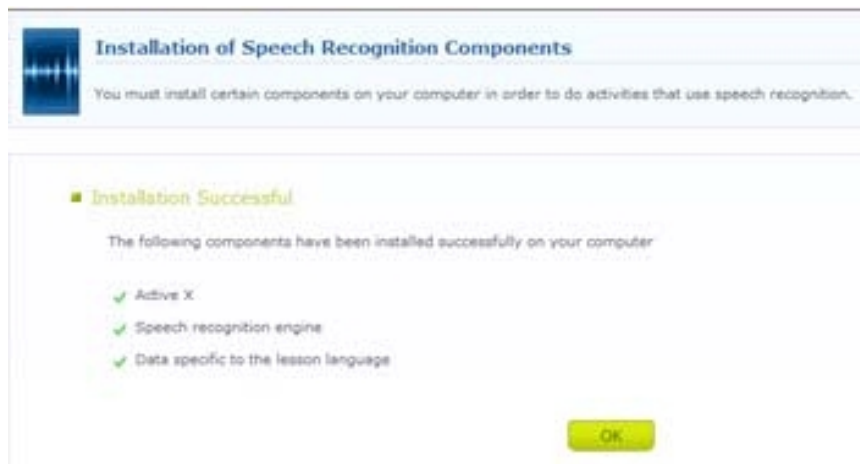 Installation of Speech Recognition Components
You must install certain components on your computer in order to do activities that use speech recognition.
Installation Successful
The following components have been installed successfully on your computer
Active X
Speech recognition engine
Data specific to the lesson language
OK